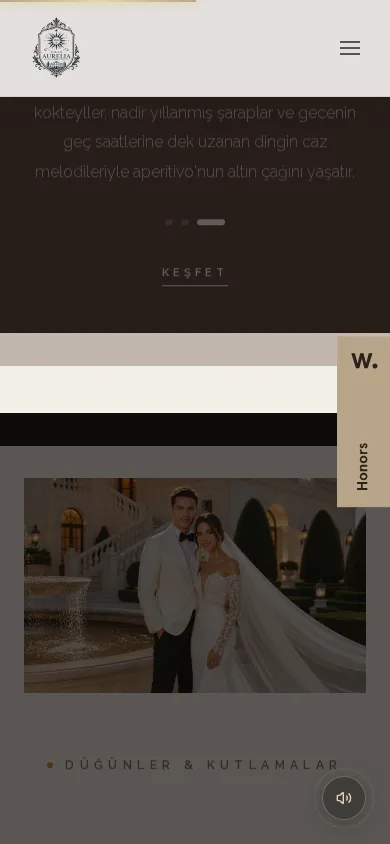 AURELIA
kokteyller, nadir yıllanmış şaraplar ve gecenin
geç saatlerine dek uzanan dingin caz
melodileriyle aperitivo'nun altın çağını yaşatır.
KEŞFET
W.
Honors
DÜĞÜNLER & KUTLAMALAR